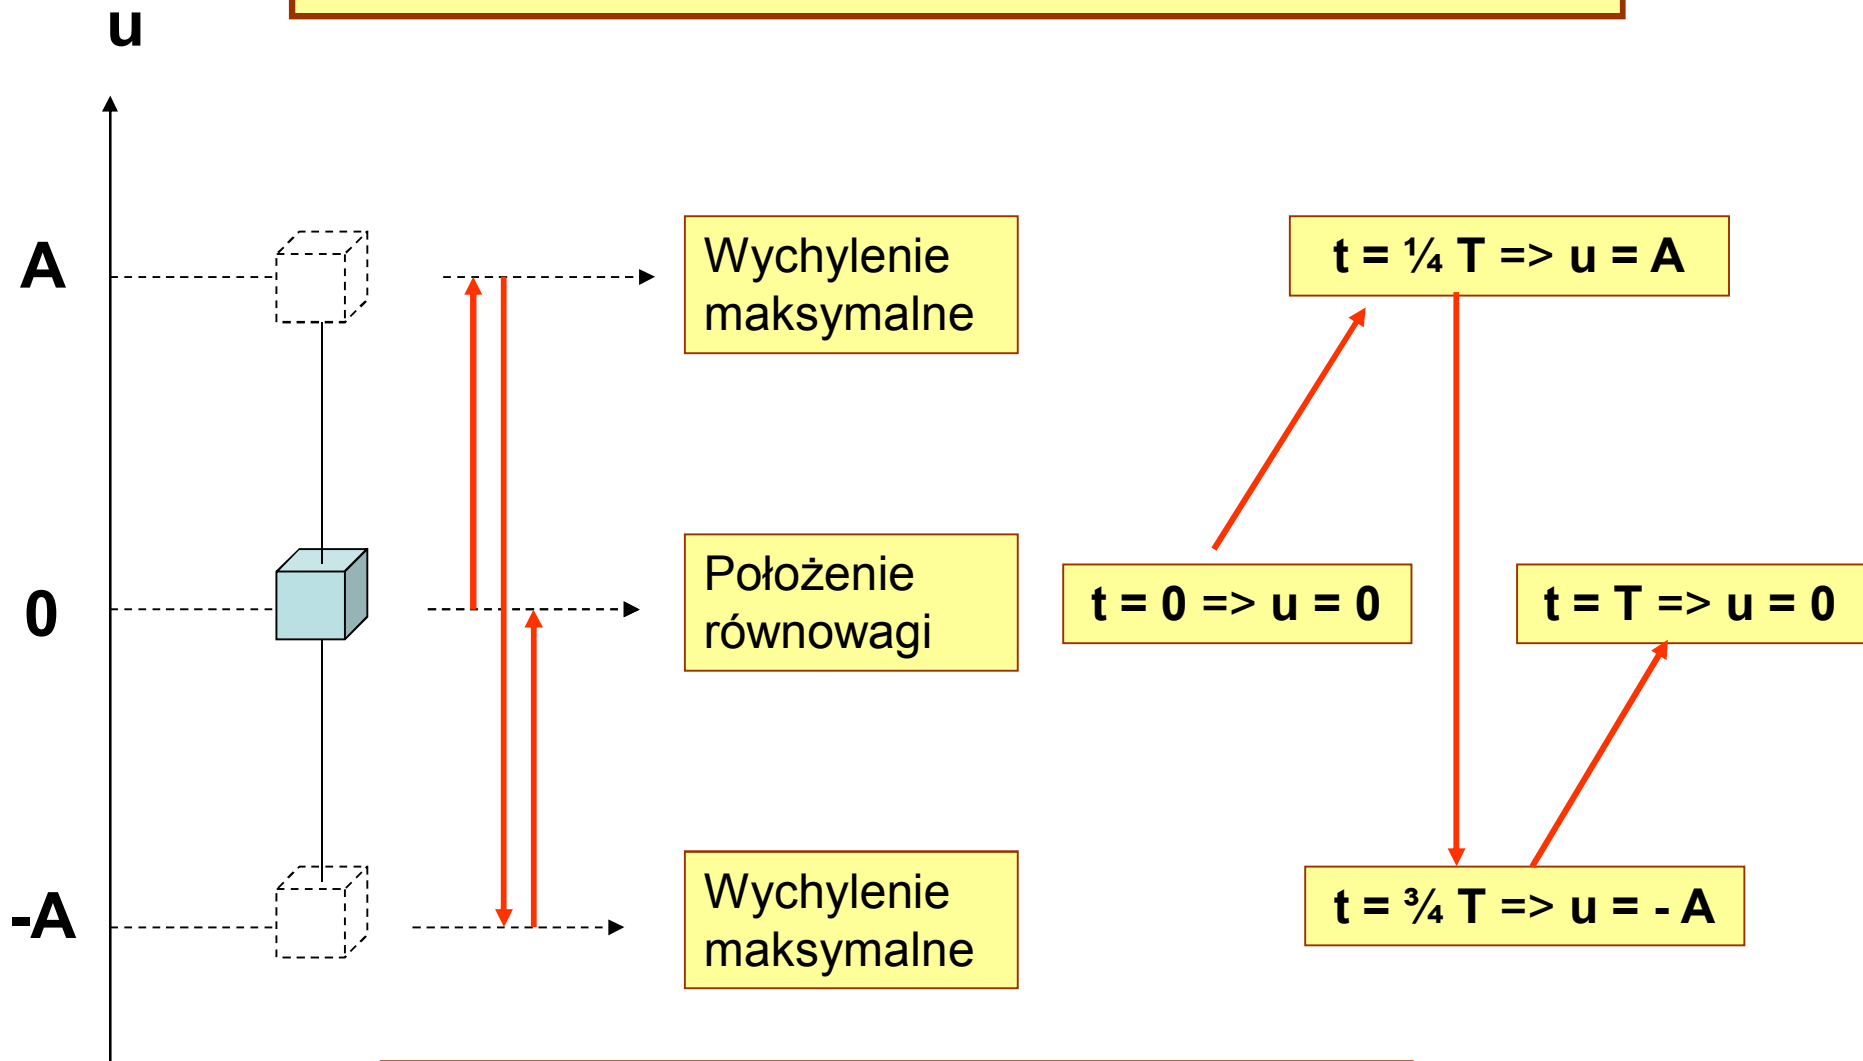 u
A
Wychylenie
maksymalne
t = ¼ T => u = A
0
Położenie
równowagi
t = 0 => u = 0
t = T => u = 0
-A
Wychylenie
maksymalne
t = ¾ T => u = - A